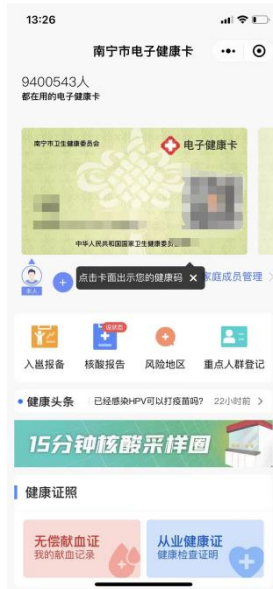 13:26
南宁市电子健康卡
9400543人
都在用的电子健康卡
南宁市卫生健康委员会
电子健康卡
中华人民共和国国家卫生健康委员
点击卡面出示您的健康码 ×
家庭成员管理
本人
入邕报备
核酸报告
风险地区
重点人群登记
健康头条
已经感染HPV可以打疫苗吗?
22小时前
15分钟核酸采样圈
健康证照
无偿献血证
我的献血记录
从业健康证
健康检查证明